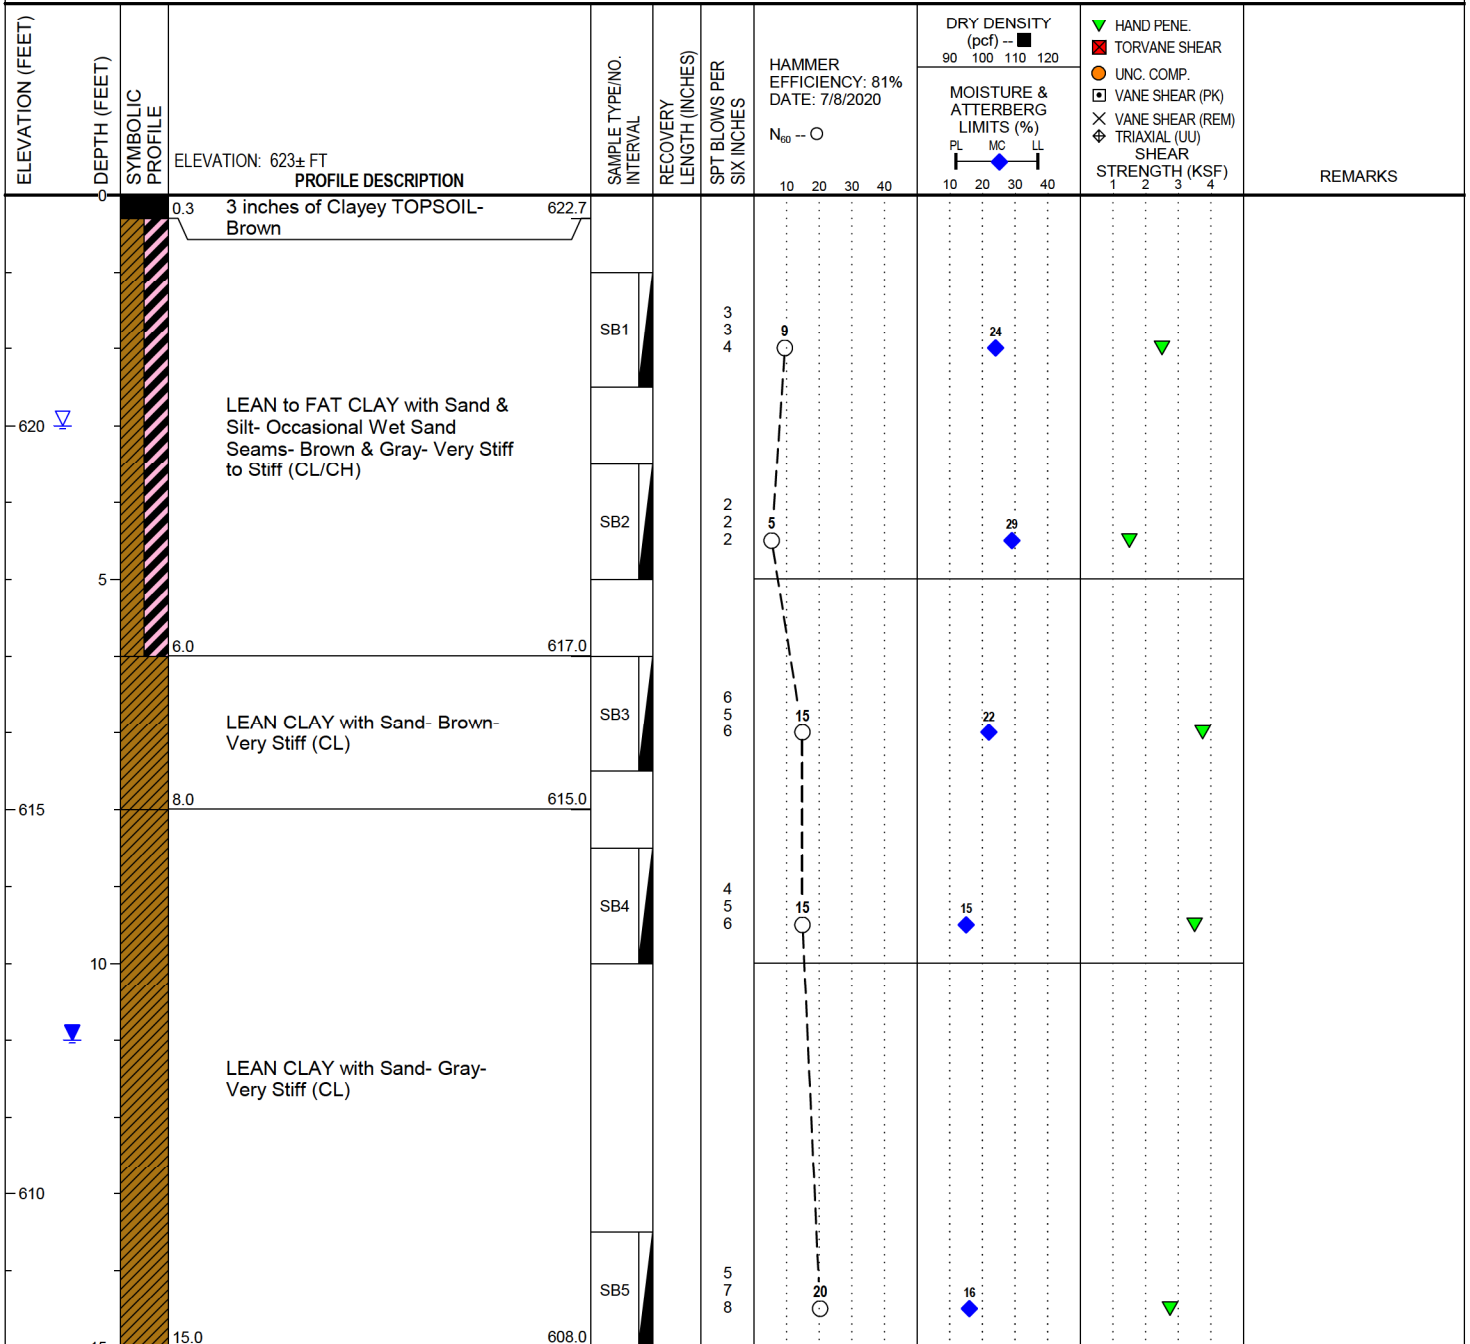 ELEVATION (FEET)
DEPTH (FEET)
SYMBOLIC
PROFILE
ELEVATION: 623± FT
PROFILE DESCRIPTION
SAMPLE TYPE/NO.
INTERVAL
RECOVERY
LENGTH (INCHES)
SPT BLOWS PER
SIX INCHES
HAMMER
EFFICIENCY: 81%
DATE: 7/8/2020
N60 --
10 20 30 40
DRY DENSITY
(pcf) --
90 100 110 120
MOISTURE &
ATTERBERG
LIMITS (%)
PL MC LL
10 20 30 40
HAND PENE.
TORVANE SHEAR
UNC. COMP.
VANE SHEAR (PK)
VANE SHEAR (REM)
TRIAXIAL (UU)
SHEAR
STRENGTH (KSF)
1 2 3 4
REMARKS
0
0.3 3 inches of Clayey TOPSOIL- 622.7
Brown
SB1
3
3
4
9
24
620
LEAN to FAT CLAY with Sand &
Silt- Occasional Wet Sand
Seams- Brown & Gray- Very Stiff
to Stiff (CL/CH)
SB2
2
2
2
5
29
5
6.0 617.0
LEAN CLAY with Sand- Brown-
Very Stiff (CL)
SB3
6
5
6
15
22
8.0 615.0
615
SB4
4
5
6
15
15
10
LEAN CLAY with Sand- Gray-
Very Stiff (CL)
610
SB5
5
7
8
20
16
15.0 608.0